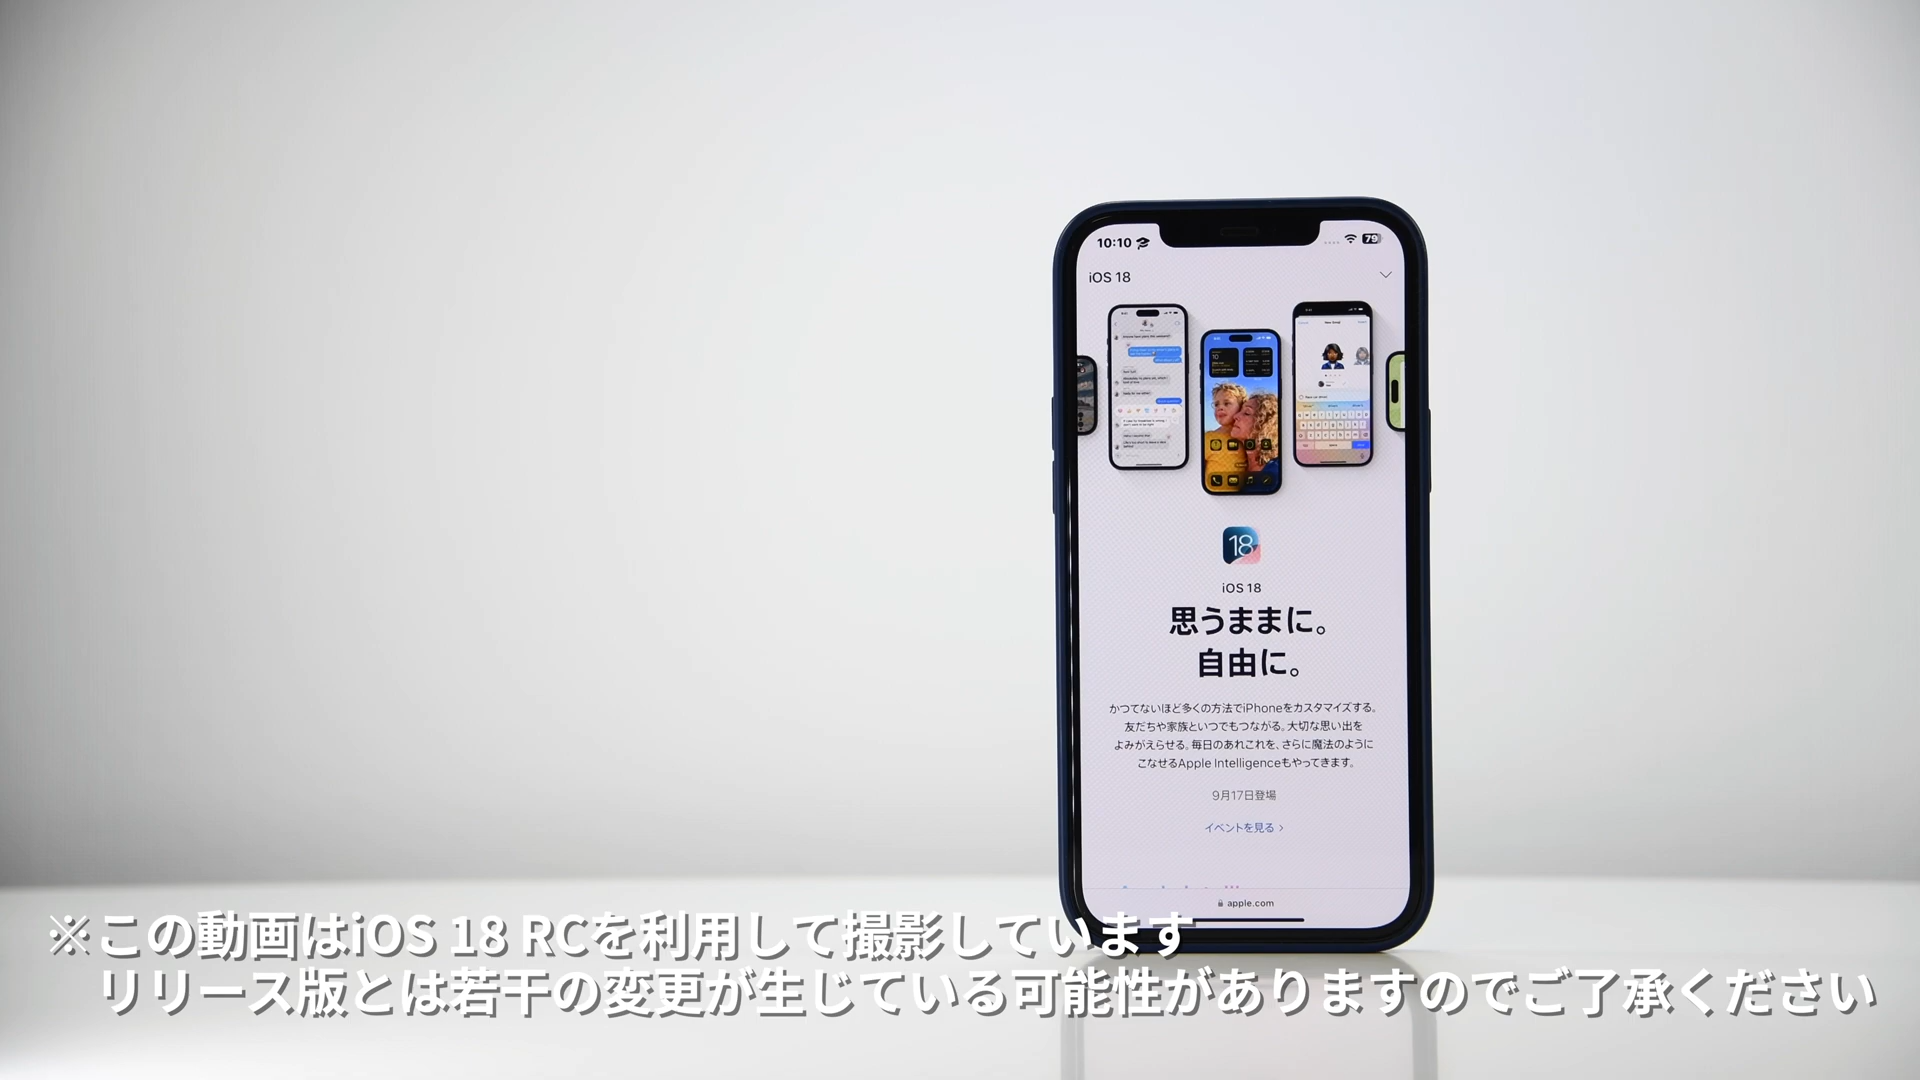 10:10
79
iOS 18
18
iOS 18
思うままに。
自由に。
かつてないほど多くの方法でiPhoneをカスタマイズする。
友だちや家族といつでもつながる。大切な思い出を
よみがえらせる。毎日のあれこれを、さらに魔法のように
こなせるApple Intelligenceもやってきます。
9月17日登場
イベントを見る >
apple.com
※この動画はiOS 18 RCを利用して撮影しています
リリース版とは若干の変更が生じている可能性がありますのでご了承ください